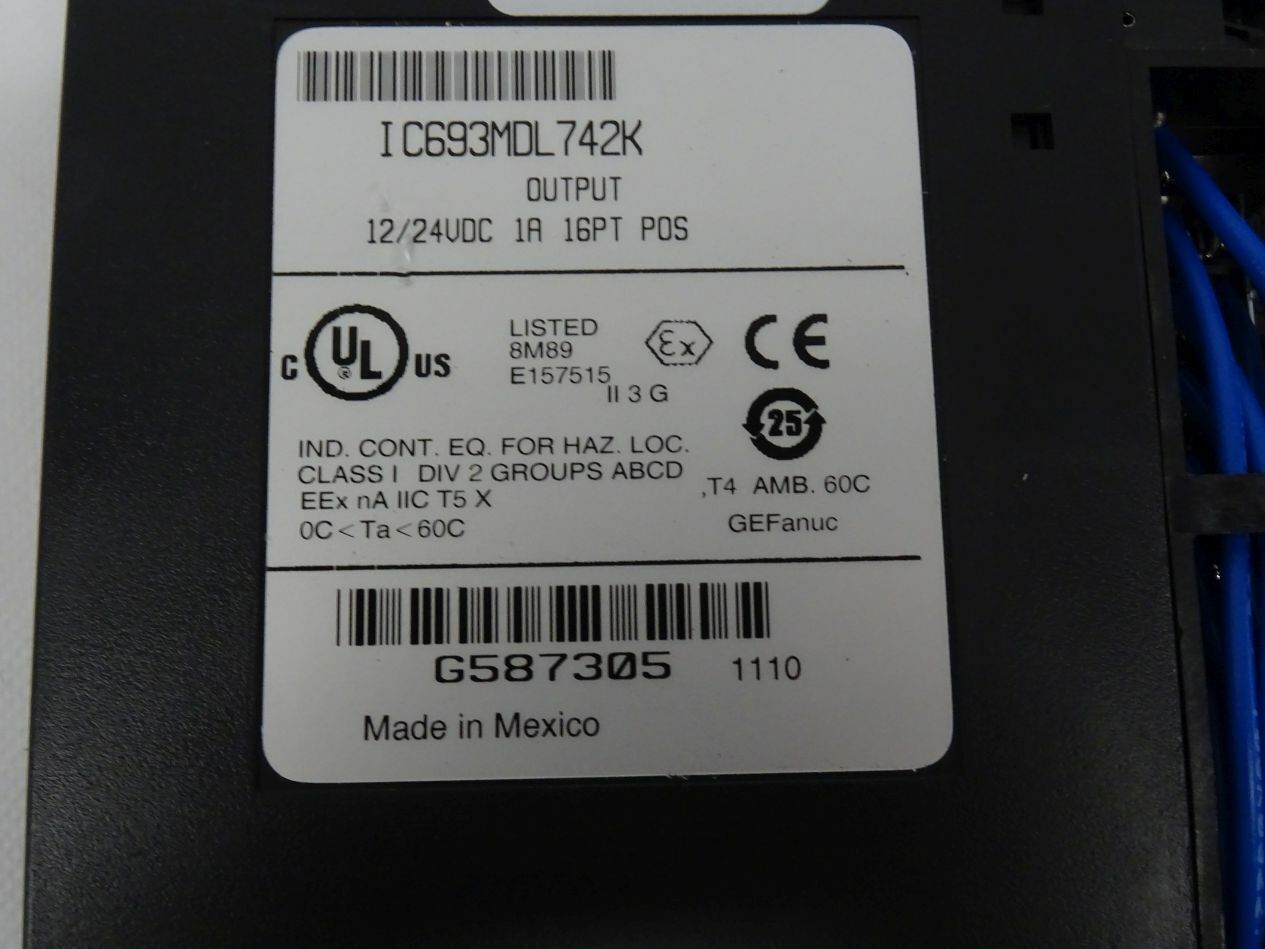 IC693MDL742K
OUTPUT
12/24VDC 1A 16PT POS
C UL ® US
LISTED
8M89
E157515
II 3 G
Ex
CE
25
IND. CONT. EQ. FOR HAZ. LOC.
CLASS I DIV 2 GROUPS ABCD
,T4 AMB. 60C
EEx nA IIC T5 X
0C<Ta<60C
GEFanuc
G587305 1110
Made in Mexico